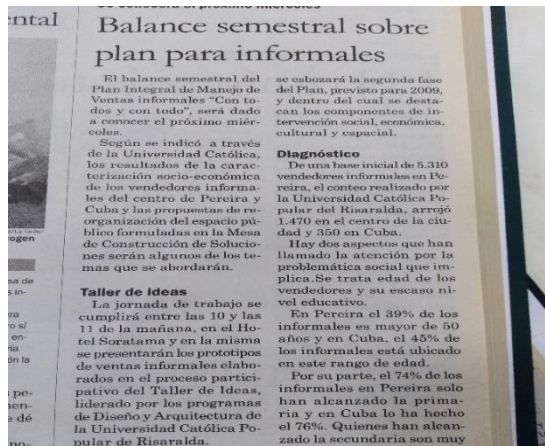 Se conocerá el próximo miércoles
Balance semestral sobre
plan para informales
El balance semestral del
Plan Integral de Manejo de
Ventas informales “Con to-
dos y con todo”, será dado
a conocer el próximo miér-
coles.
Según se indicó a través
de la Universidad Católica,
los resultados de la carac-
terización socio-económica
de los vendedores informa-
les del centro de Pereira y
Cuba y las propuestas de re-
organización del espacio pú-
blico formuladas en la Mesa
de Construcción de Solucio-
nes serán algunos de los te-
mas que se abordarán.
Taller de Ideas
La jornada de trabajo se
cumplirá entre las 10 y las
11 de la mañana, en el Ho-
tel Soratama y en la misma
se presentarán los prototipos
de ventas informales elabo-
rados en el proceso partici-
pativo del Taller de Ideas,
liderado por los programas
de Diseño y Arquitectura de
la Universidad Católica Po-
pular de Risaralda.
se esbozará la segunda fase
del Plan, previsto para 2009,
y dentro del cual se desta-
can los componentes de in-
tervención social, económica,
cultural y espacial.
Diagnóstico
De una base inicial de 5.310
vendedores informales en Pe-
reira, el conteo realizado por
la Universidad Católica Po-
pular del Risaralda, arrojó
1.470 en el centro de la ciu-
dad y 350 en Cuba.
Hay dos aspectos que han
llamado la atención por la
problemática social que im-
plica.Se trata edad de los
vendedores y su escaso ni-
vel educativo.
En Pereira el 39% de los
informales es mayor de 50
años y en Cuba, el 45% de
los informales está ubicado
en este rango de edad.
Por su parte, el 74% de los
informales en Pereira solo
han alcanzado la prima-
ria y en Cuba lo ha hecho
el 76%. Quienes han alcan-
zado la secundaria son muy